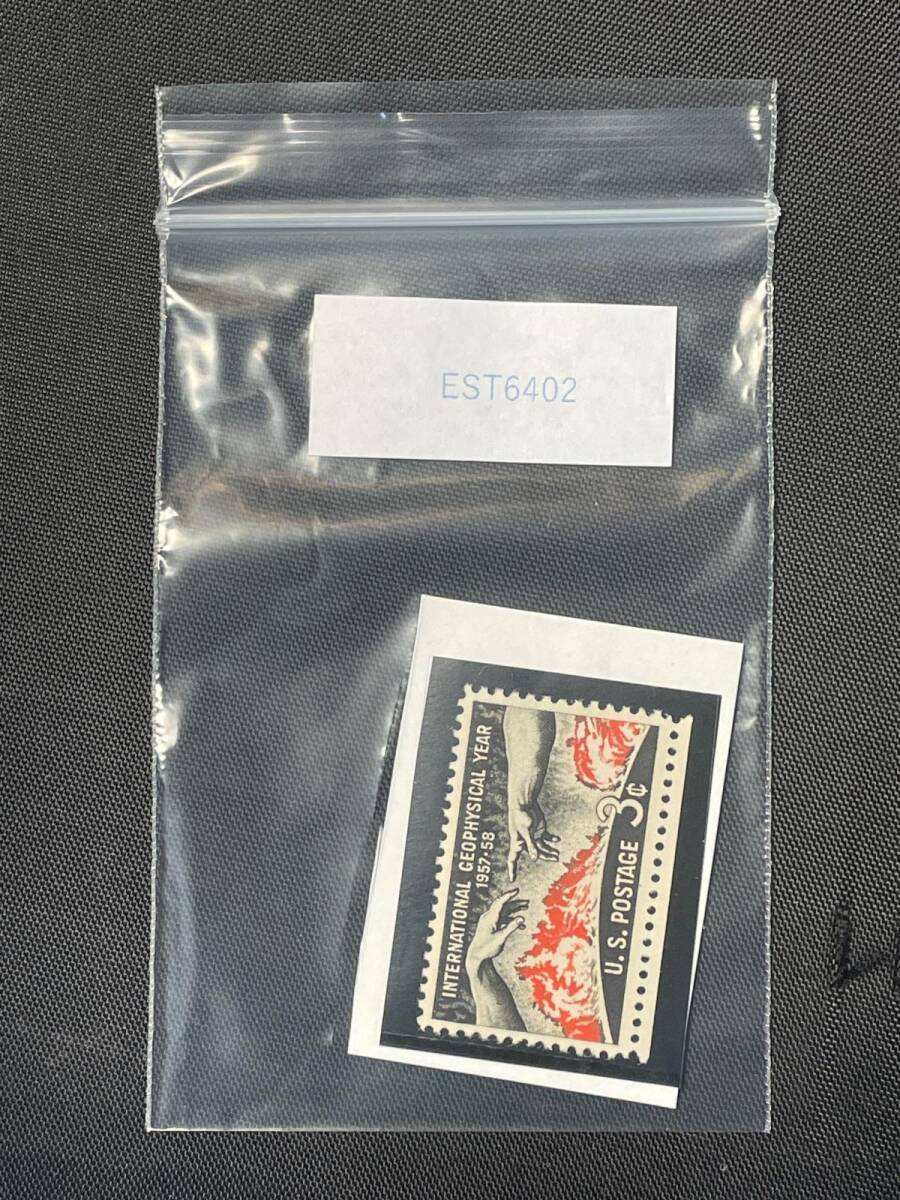 EST6402
INTERNATIONAL GEOPHYSICAL YEAR
1957-58
U.S. POSTAGE 3¢